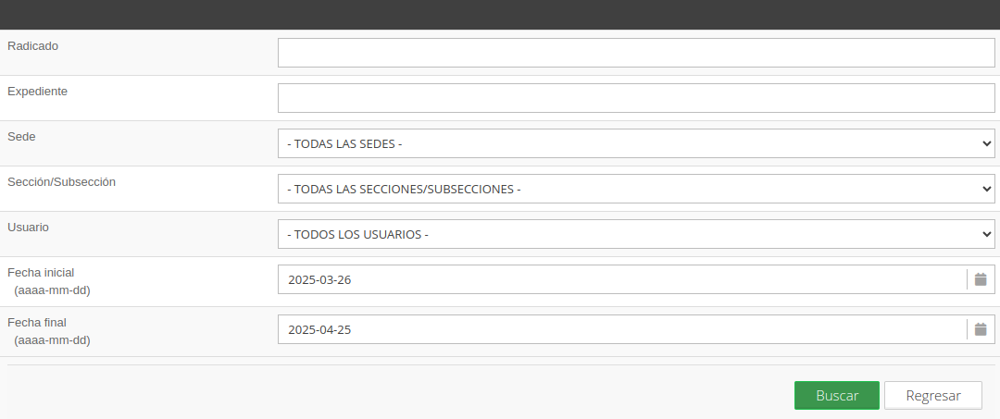 Radicado
Expediente
Sede
- TODAS LAS SEDES -
Sección/Subsección
- TODAS LAS SECCIONES/SUBSECCIONES -
Usuario
- TODOS LOS USUARIOS -
Fecha inicial
(aaaa-mm-dd)
2025-03-26
Fecha final
(aaaa-mm-dd)
2025-04-25
Buscar
Regresar